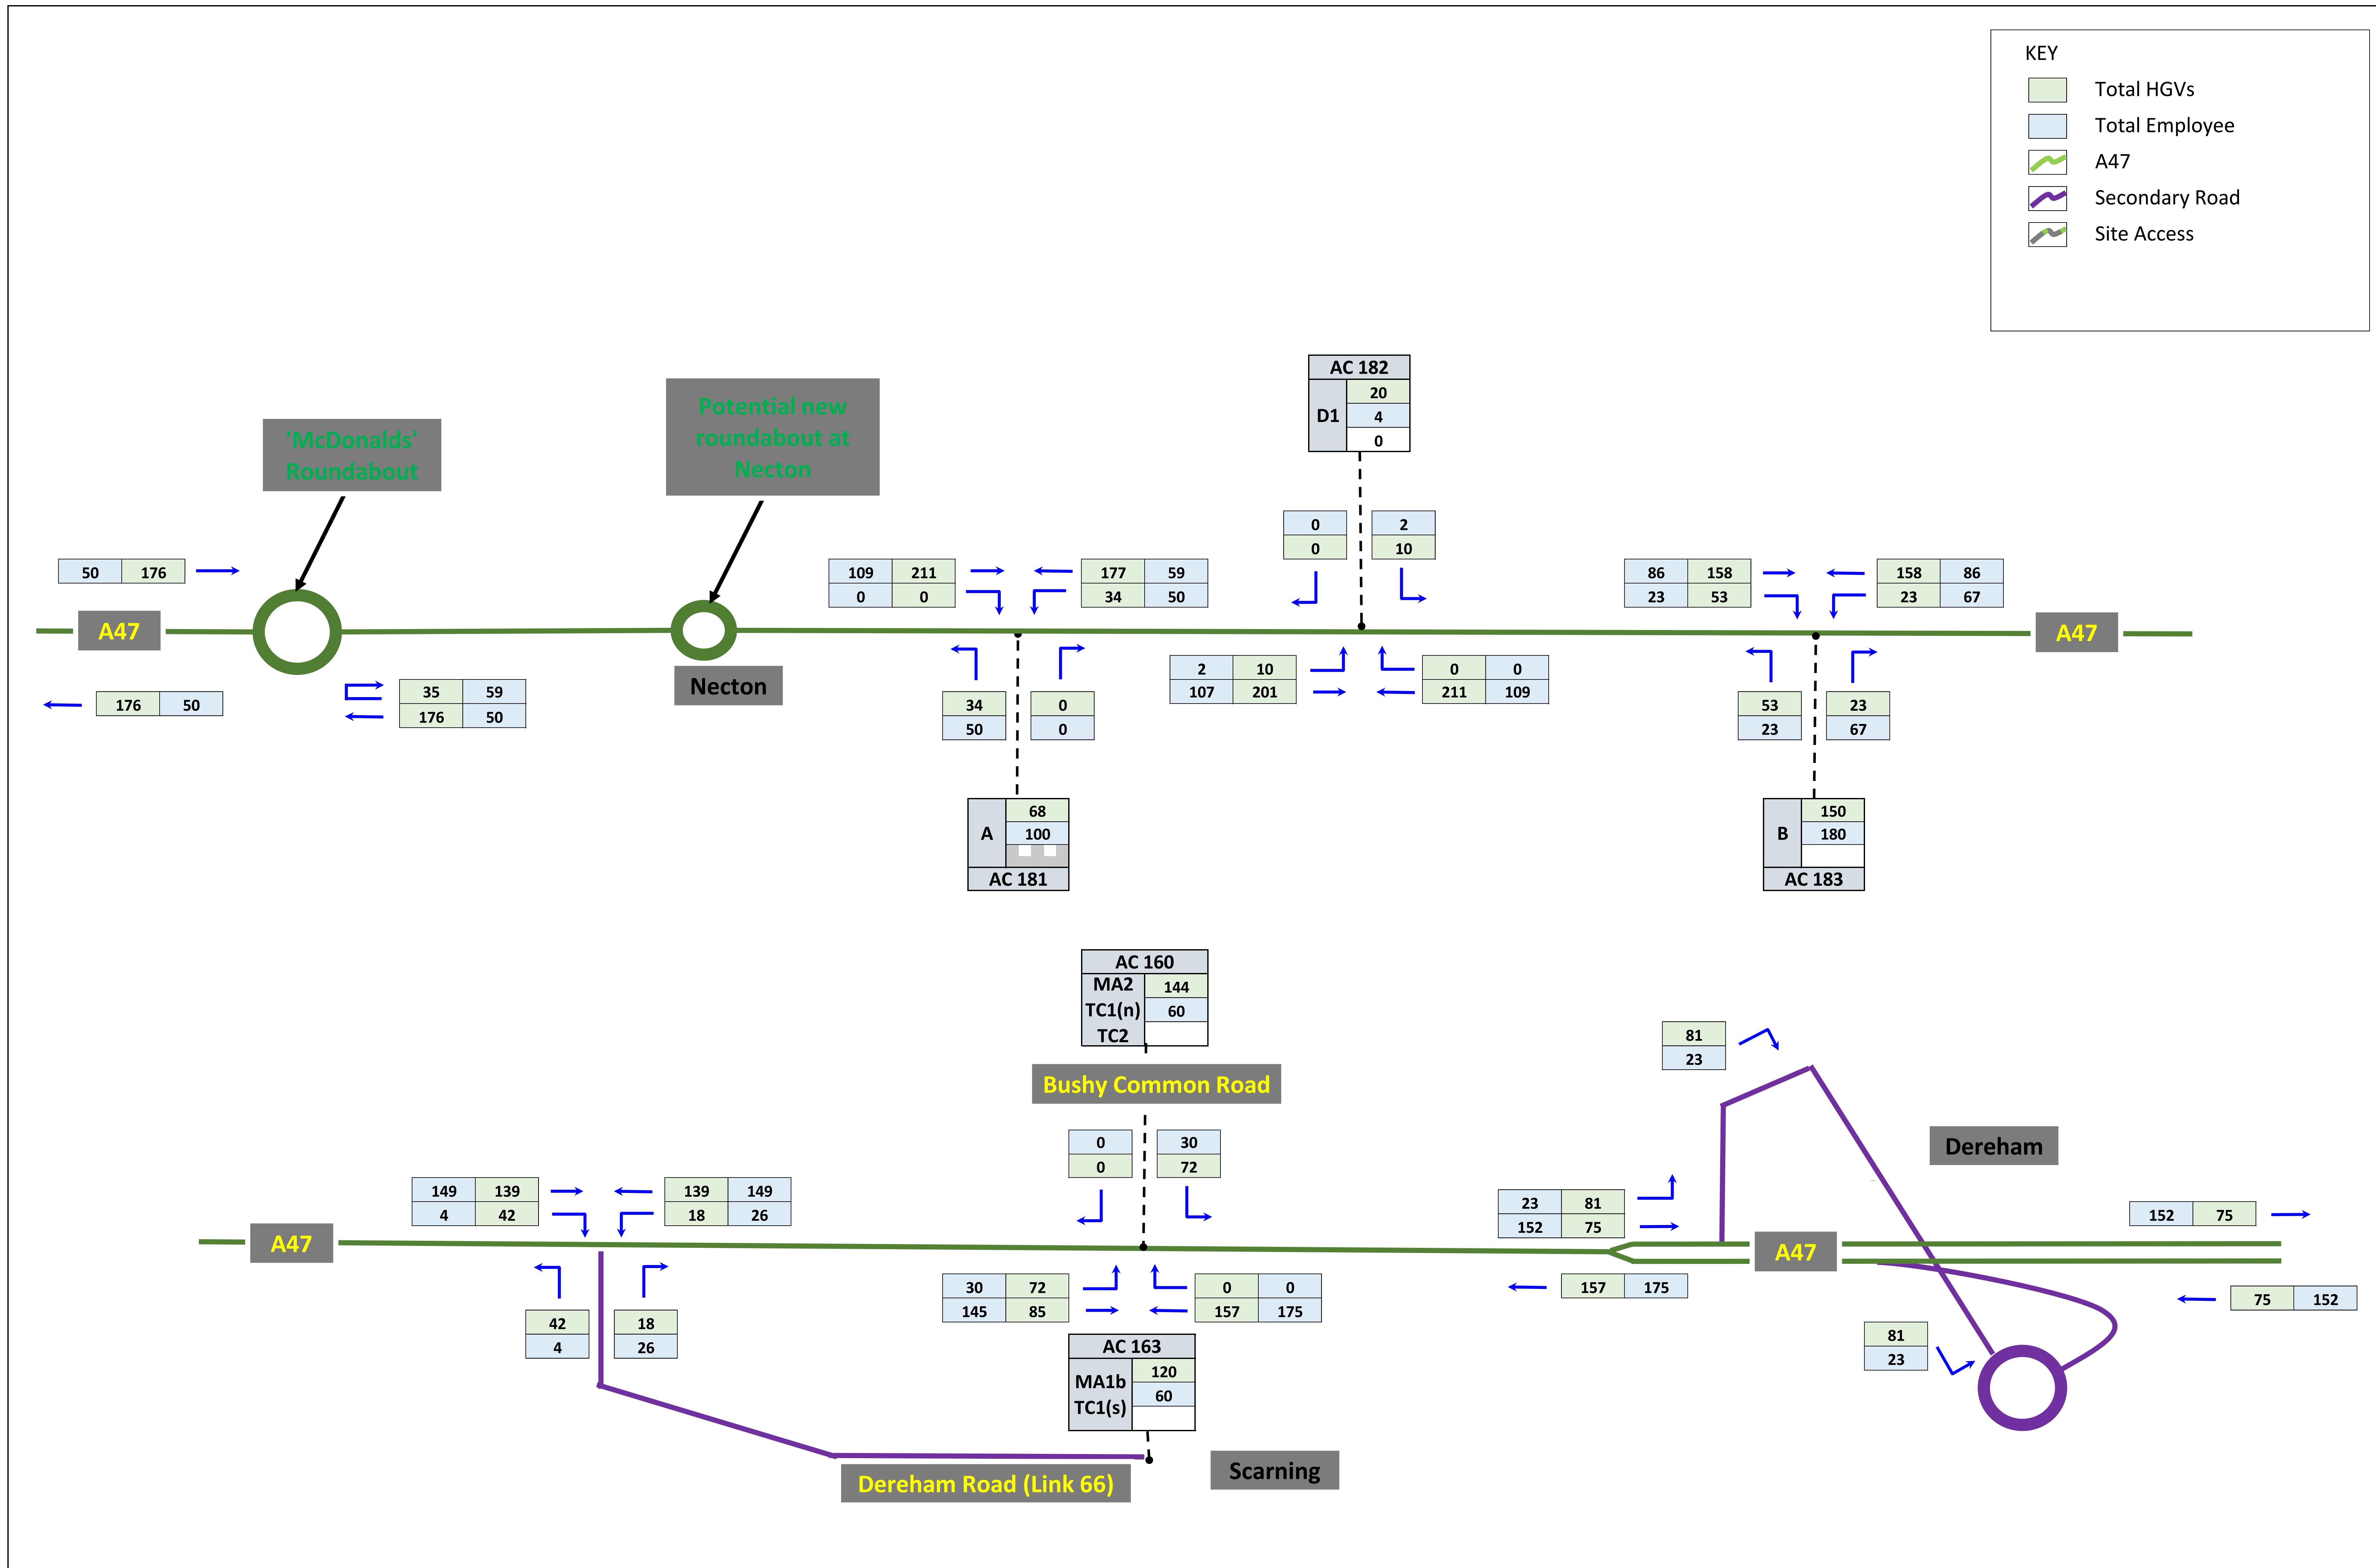 KEY
Total HGVs
Total Employee
A47
Secondary Road
Site Access
AC 182
D1
20
4
0
'McDonalds'
Roundabout
Potential new
roundabout at
Necton
0 2
0 10
50 176
109 211
0 0
177 59
34 50
86 158
23 53
158 86
23 67
A47
A47
Necton
2 10
107 201
0 0
211 109
176 50
35 59
176 50
34 0
50 0
53 23
23 67
A
68
100
AC 181
B
150
180
AC 183
AC 160
MA2 144
TC1(n) 60
TC2
Bushy Common Road
81
23
Dereham
0 30
0 72
149 139
4 42
139 149
18 26
23 81
152 75
152 75
A47
A47
30 72
145 85
0 0
157 175
157 175
75 152
42 18
4 26
81
23
AC 163
MA1b
TC1(s)
120
60
Scarning
Dereham Road (Link 66)